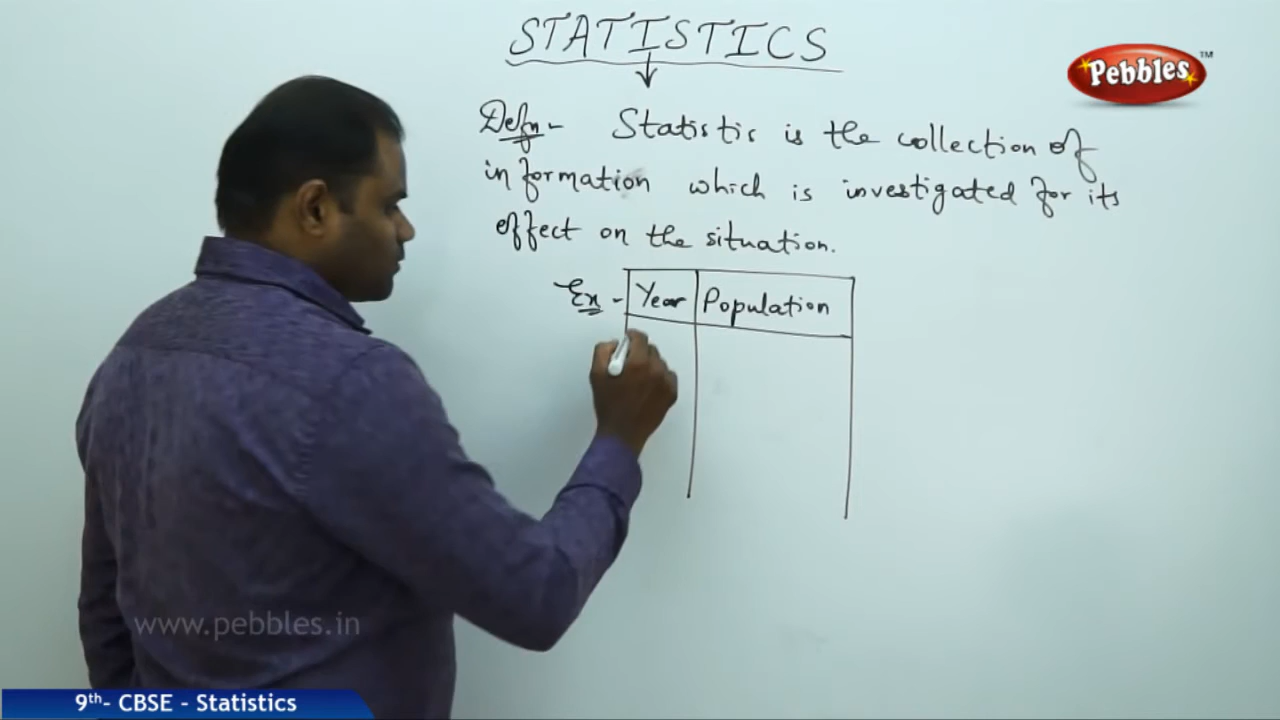 STATISTICS
Pebbles™
Defn- Statistic is the collection of
information which is investigated for its
effect on the situation.
Ex - Year Population
www.pebbles.in
9th- CBSE - Statistics